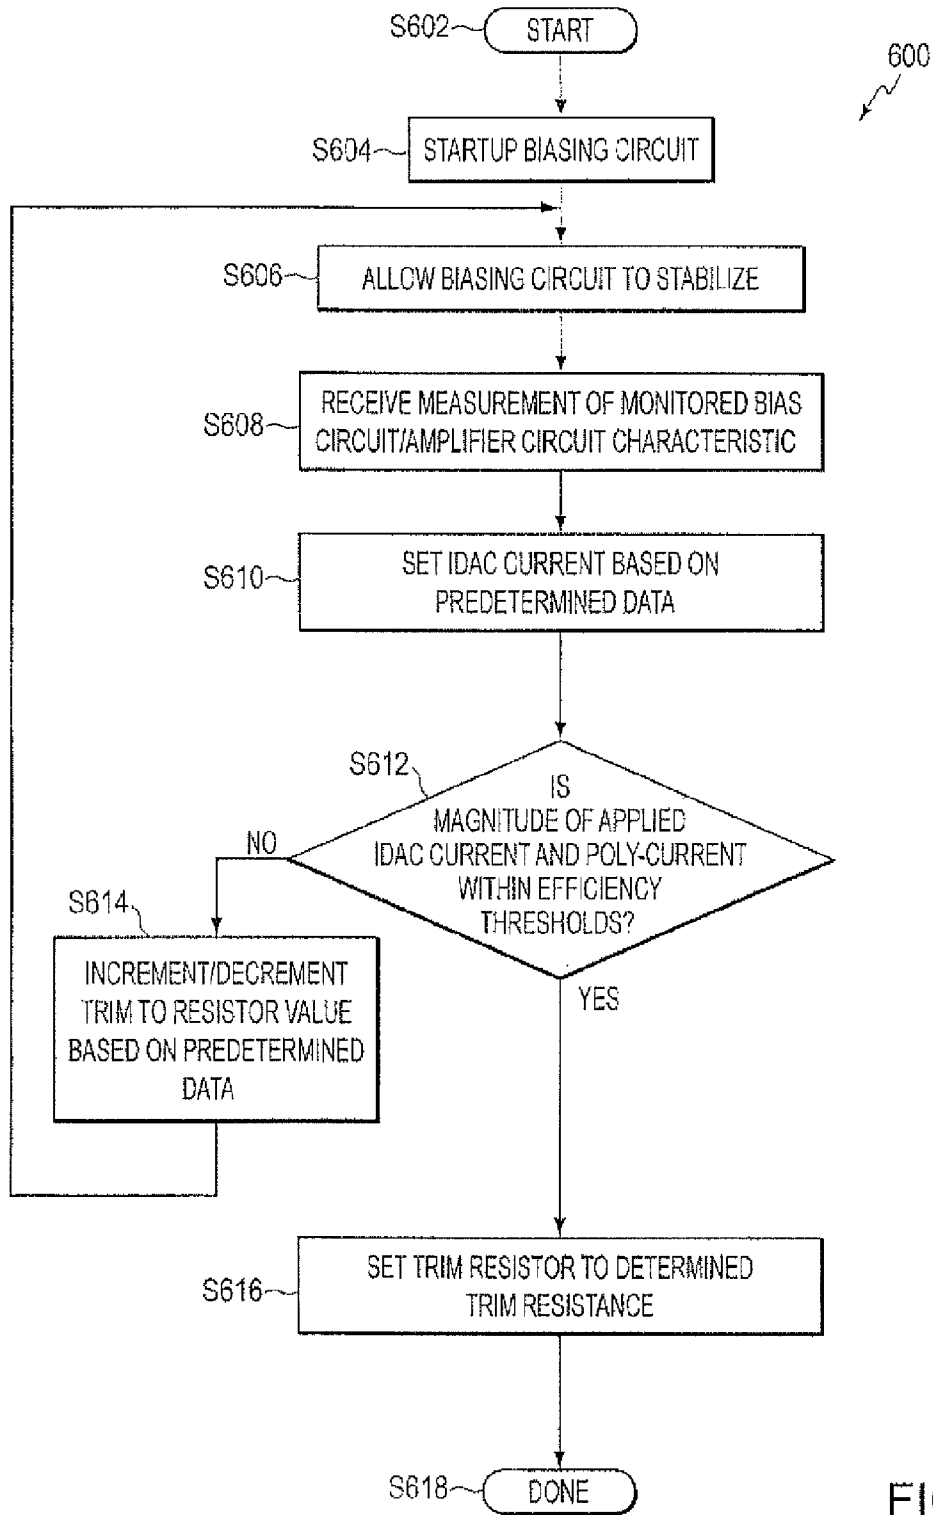 S602
START
600
S604
STARTUP BIASING CIRCUIT
S606
ALLOW BIASING CIRCUIT TO STABILIZE
S608
RECEIVE MEASUREMENT OF MONITORED BIAS
CIRCUIT/AMPLIFIER CIRCUIT CHARACTERISTIC
S610
SET IDAC CURRENT BASED ON
PREDETERMINED DATA
S612
IS
MAGNITUDE OF APPLIED
IDAC CURRENT AND POLY-CURRENT
WITHIN EFFICIENCY
THRESHOLDS?
NO
YES
S614
INCREMENT/DECREMENT
TRIM TO RESISTOR VALUE
BASED ON PREDETERMINED
DATA
S616
SET TRIM RESISTOR TO DETERMINED
TRIM RESISTANCE
S618
DONE